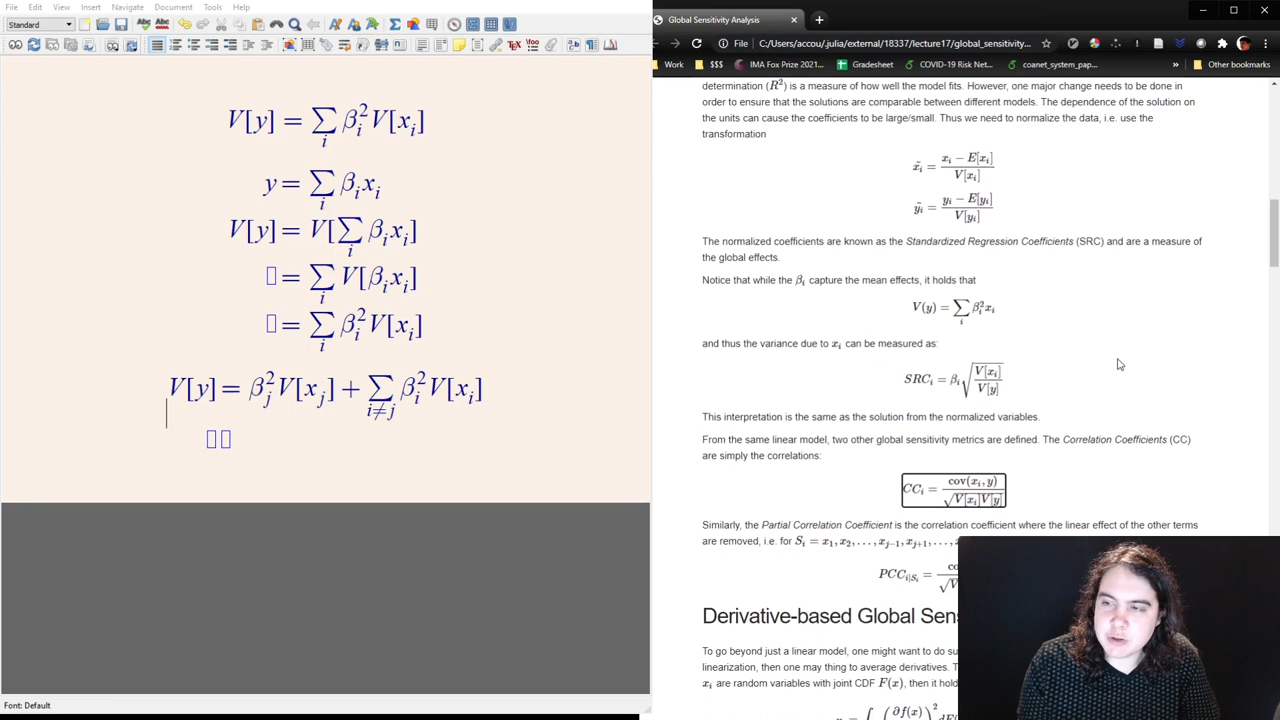 File Edit View Insert Navigate Document Tools Help
Standard
V[y] = ∑_i β_i^2 V[x_i]
y = ∑_i β_i x_i
V[y] = V[∑_i β_i x_i]
= ∑_i V[β_i x_i]
= ∑_i β_i^2 V[x_i]
V[y] = β_j^2 V[x_j] + ∑_{i≠j} β_i^2 V[x_i]
Font: Default
Global Sensitivity Analysis
File C:/Users/accou/.julia/external/18337/lecture17/global_sensitivity...
Work $$$ IMA Fox Prize 2021... Gradesheet COVID-19 Risk Net... coanet_system_pap... » Other bookmarks
determination (R^2) is a measure of how well the model fits. However, one major change needs to be done in
order to ensure that the solutions are comparable between different models. The dependence of the solution on
the units can cause the coefficients to be large/small. Thus we need to normalize the data, i.e. use the
transformation
x̃_i = (x_i − E[x_i]) / V[x_i]
ỹ_i = (y_i − E[y_i]) / V[y_i]
The normalized coefficients are known as the Standardized Regression Coefficients (SRC) and are a measure of
the global effects.
Notice that while the β_i capture the mean effects, it holds that
V(y) = ∑_i β_i^2 x_i
and thus the variance due to x_i can be measured as:
SRC_i = β_i √(V[x_i] / V[y])
This interpretation is the same as the solution from the normalized variables.
From the same linear model, two other global sensitivity metrics are defined. The Correlation Coefficients (CC)
are simply the correlations:
CC_i = cov(x_i, y) / √(V[x_i]V[y])
Similarly, the Partial Correlation Coefficient is the correlation coefficient where the linear effect of the other terms
are removed, i.e. for S_i = x_1, x_2, …, x_{j−1}, x_{j+1}, …,
PCC_{i|S_i} =
Derivative-based Global
To go beyond just a linear model, one might want to do
linearization, then one may thing to average derivatives.
x_i are random variables with joint CDF F(x), then it
= ∫ (∂f(x)